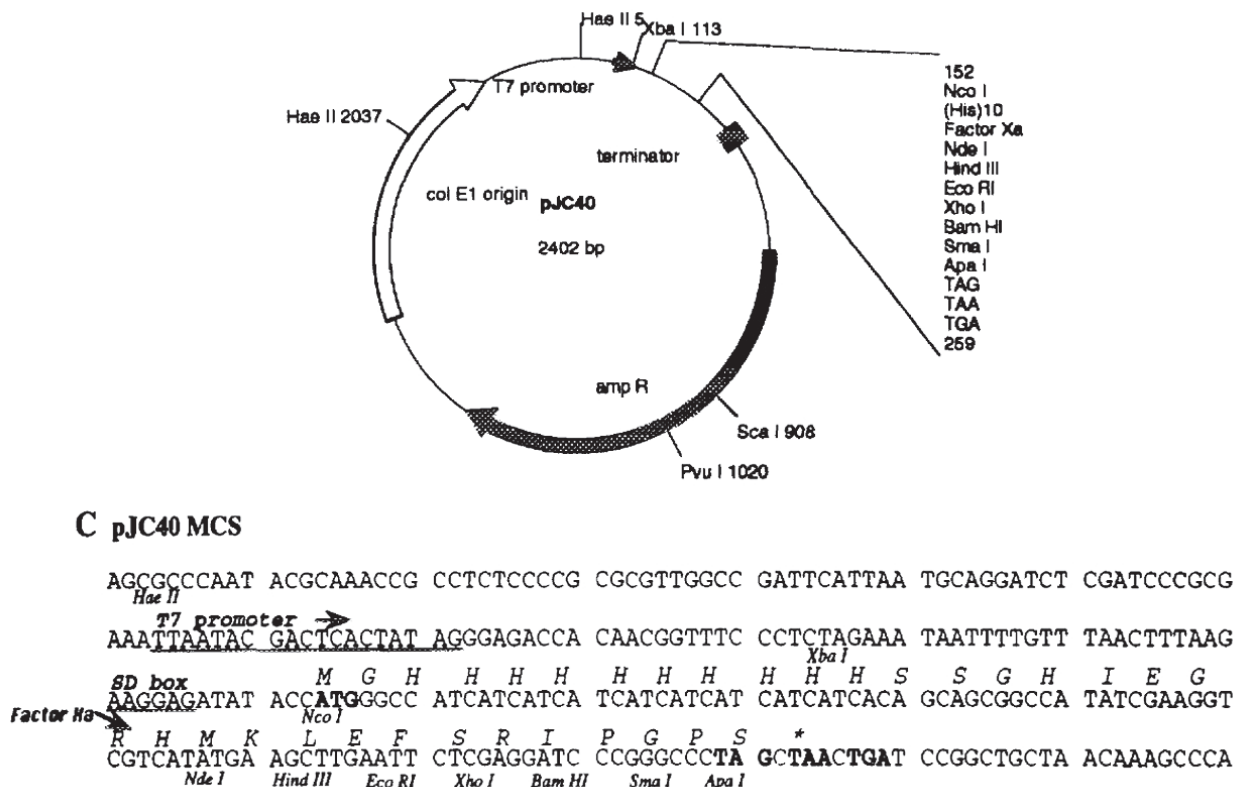 Hae II 5
Xba I 113
T7 promoter
Hae II 2037
terminator
col E1 origin
pJC40
2402 bp
amp R
Sca I 908
Pvu I 1020
152
Nco I
(His)10
Factor Xa
Nde I
Hind III
Eco RI
Xho I
Bam HI
Sma I
Apa I
TAG
TAA
TGA
259
C pJC40 MCS
AGCGCCCAAT ACGCAAACCG CCTCTCCCCG CGCGTTGGCC GATTCATTAA TGCAGGATCT CGATCCCGCG
Hae II
T7 promoter
AAATTAATAC GACTCACTAT AGGGAGACCA CAACGGTTTC CCTCTAGAAA TAATTTTGTT TAACTTTAAG
Xba I
SD box M G H H H H H H H H H H S S G H I E G
AAGGAGATAT ACCATGGGCC ATCATCATCA TCATCATCAT CATCATCACA GCAGCGGCCA TATCGAAGGT
Nco I
Factor Xa
R H M K L E F S R I P G P S *
CGTCATATGA AGCTTGAATT CTCGAGGATC CCGGGCCCTA GCTAACTGAT CCGGCTGCTA ACAAAGCCCA
Nde I Hind III Eco RI Xho I Bam HI Sma I Apa I